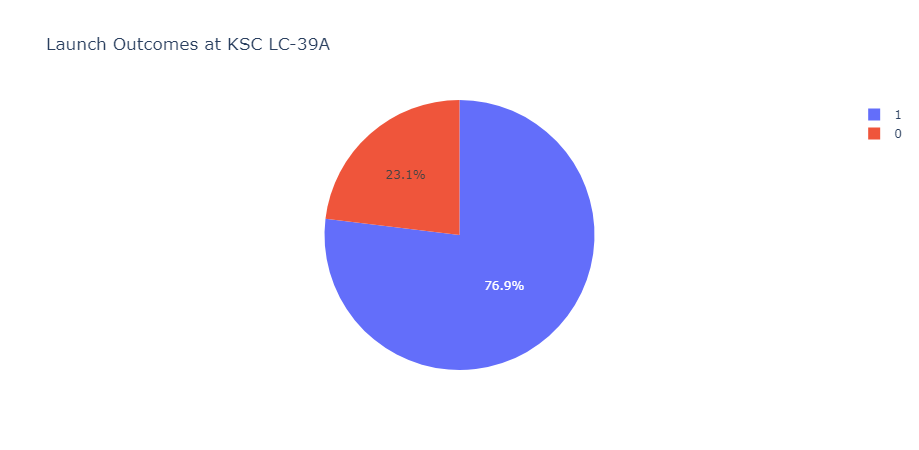 Launch Outcomes at KSC LC-39A
1
0
23.1%
76.9%